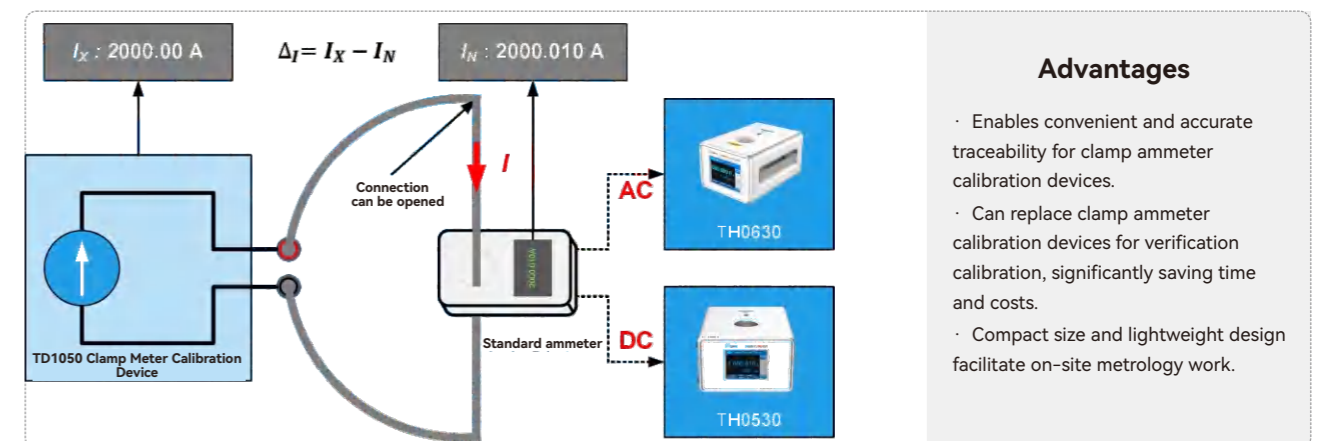 I_X : 2000.00 A
Δ_I = I_X − I_N
I_N : 2000.010 A
Connection
can be opened
I
AC
TH0630
2000.010A
Standard ammeter
DC
TH0530
TD1050 Clamp Meter Calibration
Device
Advantages
· Enables convenient and accurate
traceability for clamp ammeter
calibration devices.
· Can replace clamp ammeter
calibration devices for verification
calibration, significantly saving time
and costs.
· Compact size and lightweight design
facilitate on-site metrology work.